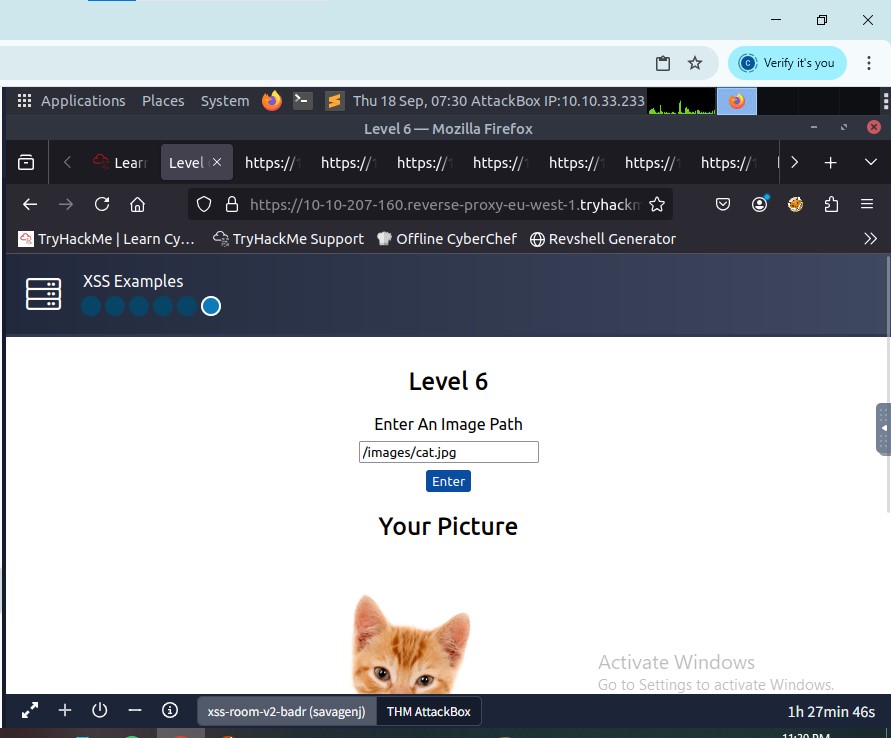 Verify it's you
Applications Places System Thu 18 Sep, 07:30 AttackBox IP:10.10.33.233
Level 6 — Mozilla Firefox
Learn Level https:// https:// https:// https:// https:// https:// https://
https://10-10-207-160.reverse-proxy-eu-west-1.tryhackm
TryHackMe | Learn Cy… TryHackMe Support Offline CyberChef Revshell Generator
XSS Examples
Level 6
Enter An Image Path
/images/cat.jpg
Enter
Your Picture
Activate Windows
Go to Settings to activate Windows.
xss-room-v2-badr (savagenj) THM AttackBox
1h 27min 46s